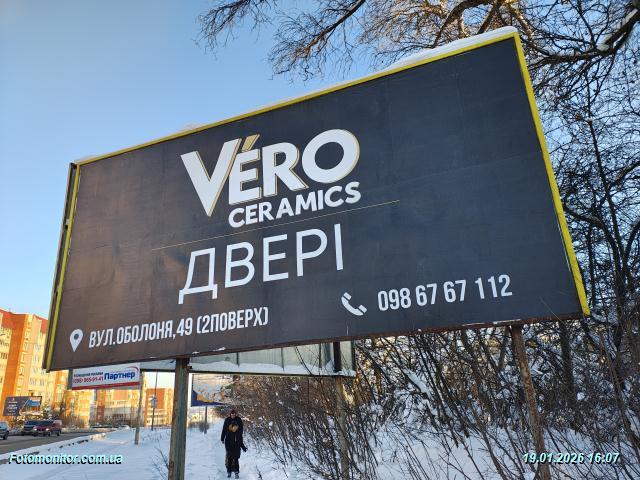 VÉRO
CERAMICS
ДВЕРІ
ВУЛ.ОБОЛОНЯ,49 (2ПОВЕРХ)
098 67 67 112
Партнер
Fotomonitor.com.ua
19.01.2026 16:07